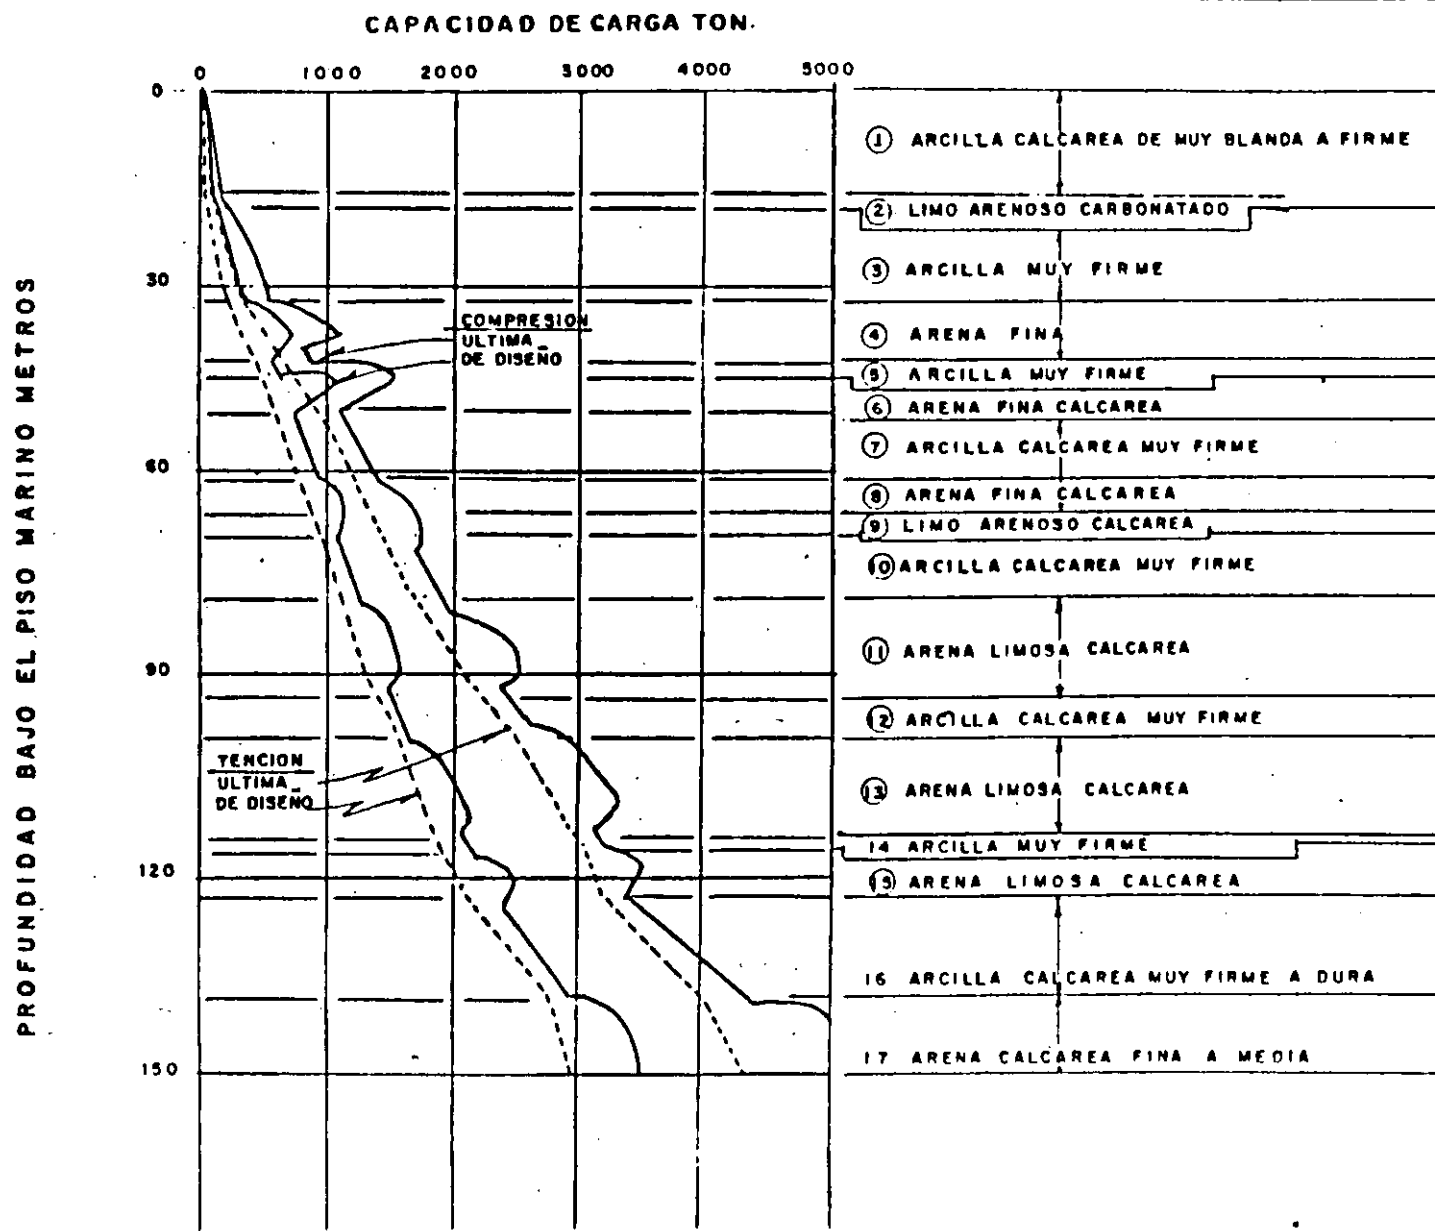 CAPACIDAD DE CARGA TON.
0 1000 2000 3000 4000 5000
0
30
60
90
120
150
PROFUNDIDAD BAJO EL PISO MARINO METROS
COMPRESION
ULTIMA
DE DISEÑO
TENCION
ULTIMA
DE DISEÑO
1 ARCILLA CALCAREA DE MUY BLANDA A FIRME
2 LIMO ARENOSO CARBONATADO
3 ARCILLA MUY FIRME
4 ARENA FINA
5 ARCILLA MUY FIRME
6 ARENA FINA CALCAREA
7 ARCILLA CALCAREA MUY FIRME
8 ARENA FINA CALCAREA
9 LIMO ARENOSO CALCAREA
10 ARCILLA CALCAREA MUY FIRME
11 ARENA LIMOSA CALCAREA
12 ARCILLA CALCAREA MUY FIRME
13 ARENA LIMOSA CALCAREA
14 ARCILLA MUY FIRME
15 ARENA LIMOSA CALCAREA
16 ARCILLA CALCAREA MUY FIRME A DURA
17 ARENA CALCAREA FINA A MEDIA